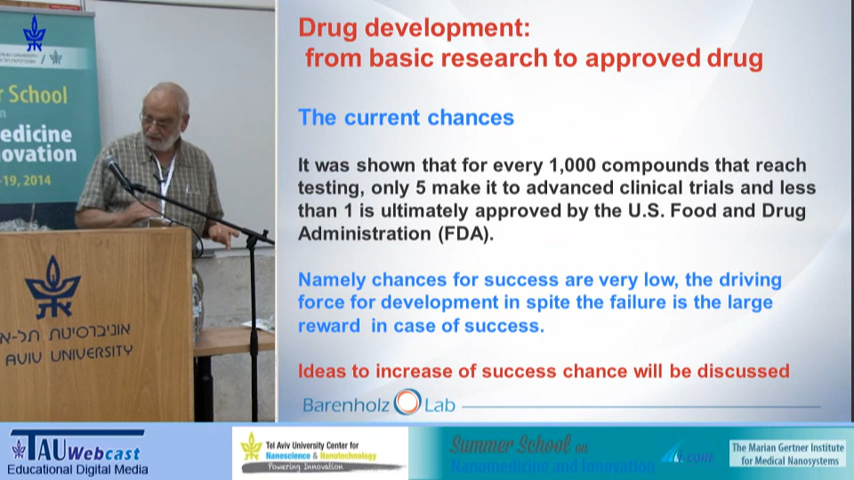 r School
on
edicine
ovation
-19, 2014
אוניברסיטת תל-א
AVIV UNIVERSITY
Drug development:
from basic research to approved drug
The current chances
It was shown that for every 1,000 compounds that reach
testing, only 5 make it to advanced clinical trials and less
than 1 is ultimately approved by the U.S. Food and Drug
Administration (FDA).
Namely chances for success are very low, the driving
force for development in spite the failure is the large
reward in case of success.
Ideas to increase of success chance will be discussed
Barenholz Lab
TAU Webcast
Educational Digital Media
Tel Aviv University Center for
Nanoscience & Nanotechnology
Powering Innovation
Summer School on
Nanomedicine and Innovation
The Marian Gertner Institute
for Medical Nanosystems